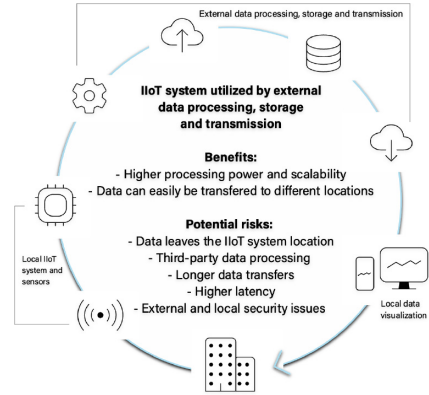 External data processing, storage and transmission
IIoT system utilized by external
data processing, storage
and transmission
Benefits:
- Higher processing power and scalability
- Data can easily be transfered to different locations
Potential risks:
- Data leaves the IIoT system location
- Third-party data processing
- Longer data transfers
- Higher latency
- External and local security issues
Local IIoT
system and
sensors
Local data
visualization